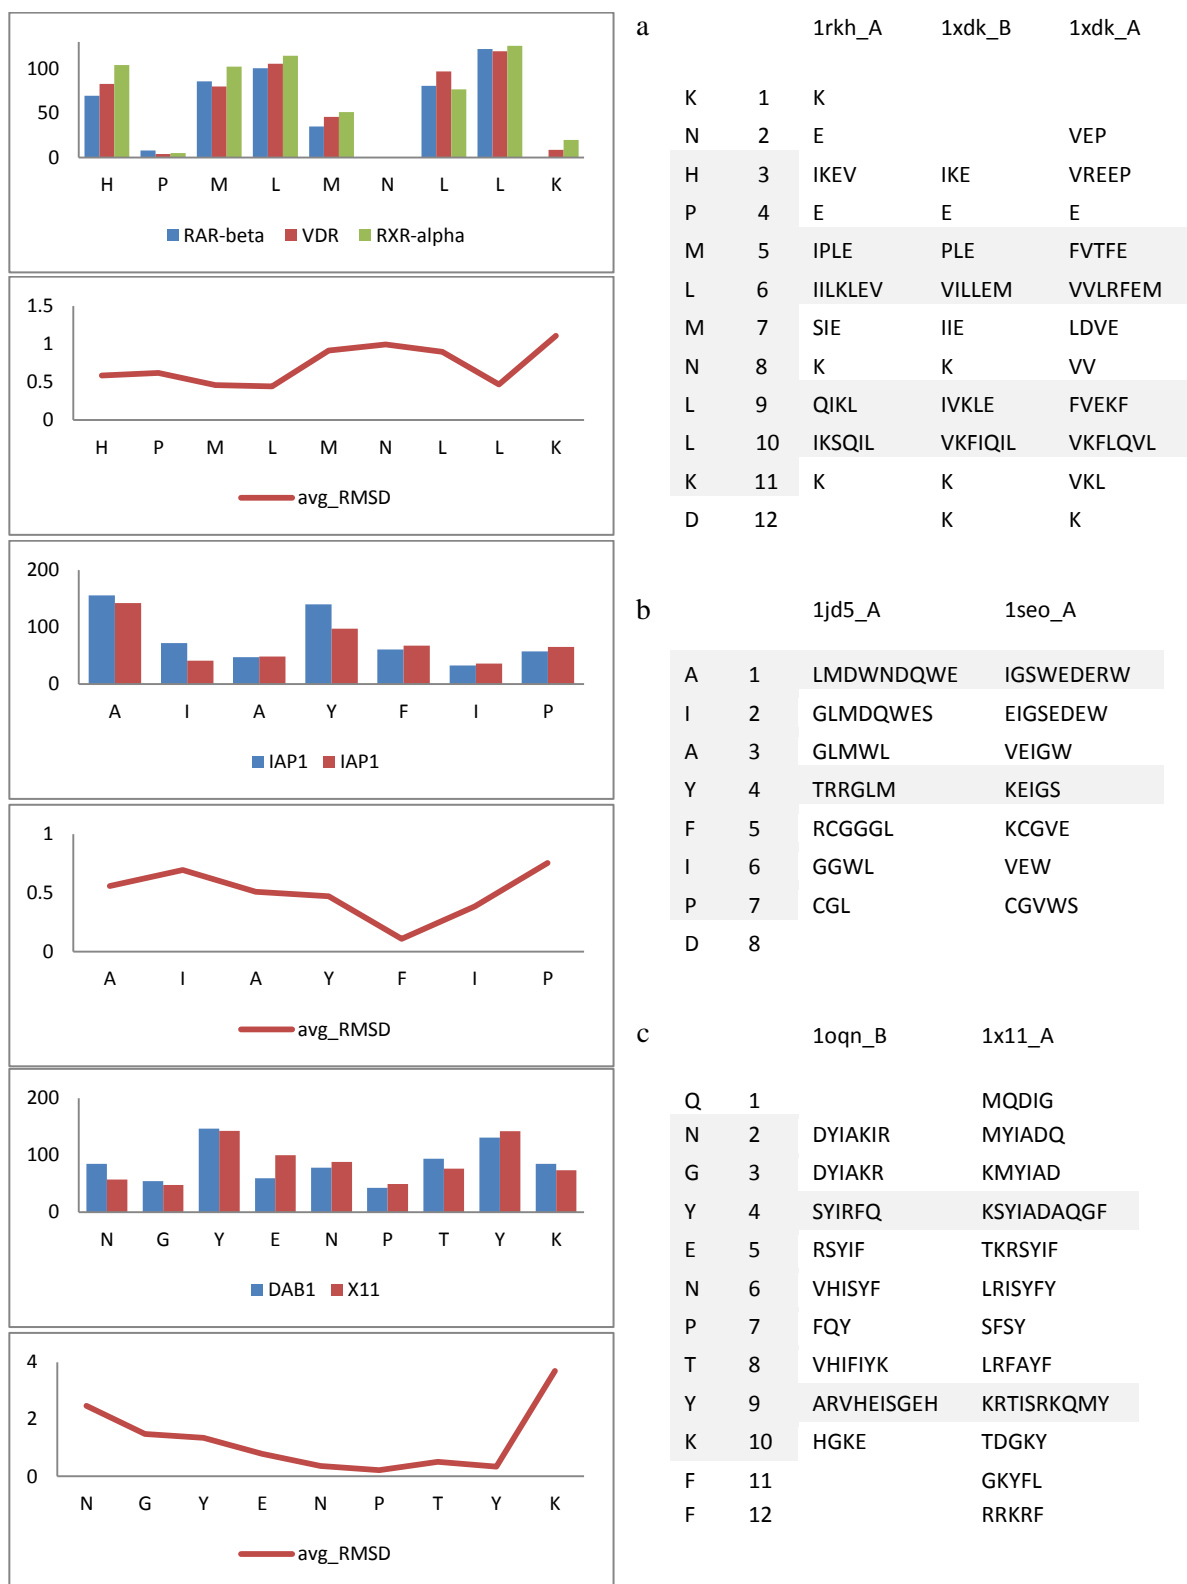 100
50
0
H P M L M N L L K
RAR-beta VDR RXR-alpha
1.5
1
0.5
0
H P M L M N L L K
avg_RMSD
200
100
0
A I A Y F I P
IAP1 IAP1
1
0.5
0
A I A Y F I P
avg_RMSD
200
100
0
N G Y E N P T Y K
DAB1 X11
4
2
0
N G Y E N P T Y K
avg_RMSD
a 1rkh_A 1xdk_B 1xdk_A
K 1 K
N 2 E VEP
H 3 IKEV IKE VREEP
P 4 E E E
M 5 IPLE PLE FVTFE
L 6 IILKLEV VILLEM VVLRFEM
M 7 SIE IIE LDVE
N 8 K K VV
L 9 QIKL IVKLE FVEKF
L 10 IKSQIL VKFIQIL VKFLQVL
K 11 K K VKL
D 12 K K
b 1jd5_A 1seo_A
A 1 LMDWNDQWE IGSWEDERW
I 2 GLMDQWES EIGSEDEW
A 3 GLMWL VEIGW
Y 4 TRRGLM KEIGS
F 5 RCGGGL KCGVE
I 6 GGWL VEW
P 7 CGL CGVWS
D 8
c 1oqn_B 1x11_A
Q 1 MQDIG
N 2 DYIAKIR MYIADQ
G 3 DYIAKR KMYIAD
Y 4 SYIRFQ KSYIADAQGF
E 5 RSYIF TKRSYIF
N 6 VHISYF LRISYFY
P 7 FQY SFSY
T 8 VHIFIYK LRFAYF
Y 9 ARVHEISGEH KRTISRKQMY
K 10 HGKE TDGKY
F 11 GKYFL
F 12 RRKRF